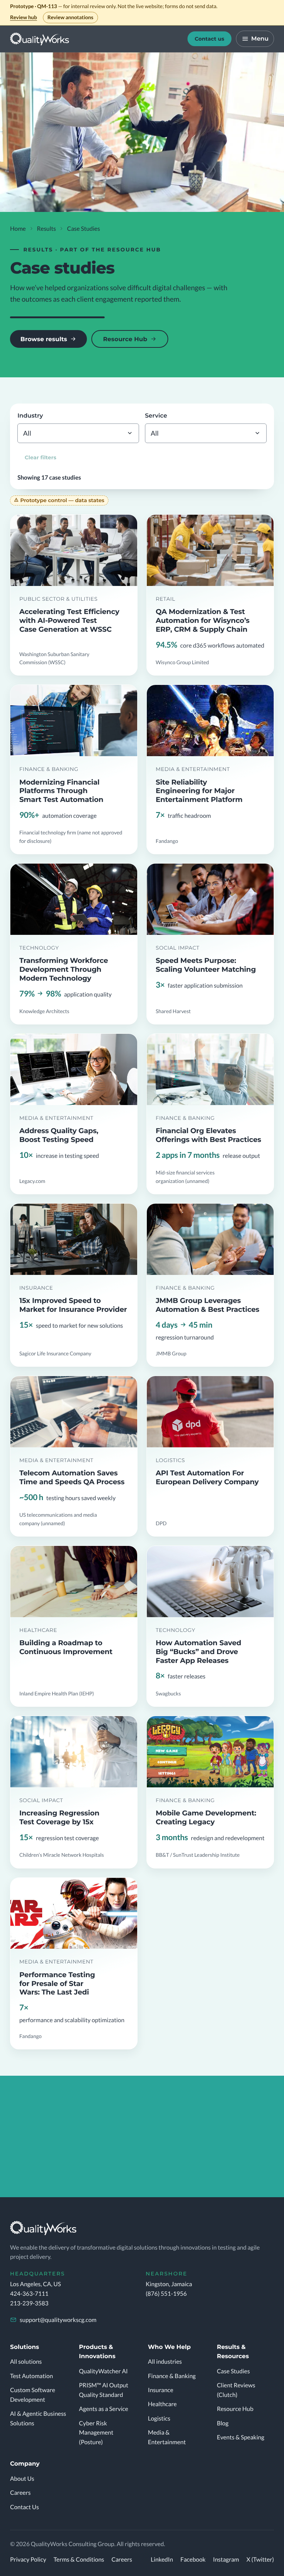 Prototype · QM-113 — for internal review only. Not the live website; forms do not send data.
Review hub Review annotations
QualityWorks Contact us Menu
Home Results Case Studies
RESULTS · PART OF THE RESOURCE HUB
Case studies
How we've helped organizations solve difficult digital challenges — with
the outcomes as each client engagement reported them.
Browse results → Resource Hub →
Industry Service
All All
Clear filters
Showing 17 case studies
Prototype control — data states
PUBLIC SECTOR & UTILITIES
Accelerating Test Efficiency
with AI-Powered Test
Case Generation at WSSC
Washington Suburban Sanitary
Commission (WSSC)
RETAIL
QA Modernization & Test
Automation for Wisynco's
ERP, CRM & Supply Chain
94.5% core d365 workflows automated
Wisynco Group Limited
FINANCE & BANKING
Modernizing Financial
Platforms Through
Smart Test Automation
90%+ automation coverage
Financial technology firm (name not approved
for disclosure)
MEDIA & ENTERTAINMENT
Site Reliability
Engineering for Major
Entertainment Platform
7× traffic headroom
Fandango
TECHNOLOGY
Transforming Workforce
Development Through
Modern Technology
79% → 98% application quality
Knowledge Architects
SOCIAL IMPACT
Speed Meets Purpose:
Scaling Volunteer Matching
3× faster application submission
Shared Harvest
MEDIA & ENTERTAINMENT
Address Quality Gaps,
Boost Testing Speed
10× increase in testing speed
Legacy.com
FINANCE & BANKING
Financial Org Elevates
Offerings with Best Practices
2 apps in 7 months release output
Mid-size financial services
organization (unnamed)
INSURANCE
15x Improved Speed to
Market for Insurance Provider
15× speed to market for new solutions
Sagicor Life Insurance Company
FINANCE & BANKING
JMMB Group Leverages
Automation & Best Practices
4 days → 45 min
regression turnaround
JMMB Group
MEDIA & ENTERTAINMENT
Telecom Automation Saves
Time and Speeds QA Process
~500 h testing hours saved weekly
US telecommunications and media
company (unnamed)
dpd
LOGISTICS
API Test Automation For
European Delivery Company
DPD
HEALTHCARE
Building a Roadmap to
Continuous Improvement
Inland Empire Health Plan (IEHP)
TECHNOLOGY
How Automation Saved
Big “Bucks” and Drove
Faster App Releases
8× faster releases
Swagbucks
SOCIAL IMPACT
Increasing Regression
Test Coverage by 15x
15× regression test coverage
Children's Miracle Network Hospitals
LEGACY
NEW GAME
CONTINUE
SETTINGS
FINANCE & BANKING
Mobile Game Development:
Creating Legacy
3 months redesign and redevelopment
BB&T / SunTrust Leadership Institute
STAR
WARS
MEDIA & ENTERTAINMENT
Performance Testing
for Presale of Star
Wars: The Last Jedi
7×
performance and scalability optimization
Fandango
QualityWorks
We enable the delivery of transformative digital solutions through innovations in testing and agile
project delivery.
HEADQUARTERS
Los Angeles, CA, US
424-363-7111
213-239-3583
NEARSHORE
Kingston, Jamaica
(876) 551-1956
support@qualityworkscg.com
Solutions
All solutions
Test Automation
Custom Software
Development
AI & Agentic Business
Solutions
Products &
Innovations
QualityWatcher AI
PRISM™ AI Output
Quality Standard
Agents as a Service
Cyber Risk
Management
(Posture)
Who We Help
All industries
Finance & Banking
Insurance
Healthcare
Logistics
Media &
Entertainment
Results &
Resources
Case Studies
Client Reviews
(Clutch)
Resource Hub
Blog
Events & Speaking
Company
About Us
Careers
Contact Us
© 2026 QualityWorks Consulting Group. All rights reserved.
Privacy Policy Terms & Conditions Careers LinkedIn Facebook Instagram X (Twitter)